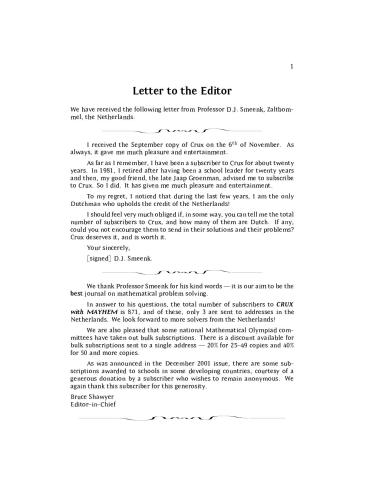 1
Letter to the Editor
We have received the following letter from Professor D.J. Smeenk, Zaltbom-
mel, the Netherlands.
I received the September copy of Crux on the 6th of November. As
always, it gave me much pleasure and entertainment.
As far as I remember, I have been a subscriber to Crux for about twenty
years. In 1981, I retired after having been a school leader for twenty years
and then, my good friend, the late Jaap Groenman, advised me to subscribe
to Crux. So I did. It has given me much pleasure and entertainment.
To my regret, I noticed that during the last few years, I am the only
Dutchman who upholds the credit of the Netherlands!
I should feel very much obliged if, in some way, you can tell me the total
number of subscribers to Crux, and how many of them are Dutch. If any,
could you not encourage them to send in their solutions and their problems?
Crux deserves it, and is worth it.
Your sincerely,
[signed] D.J. Smeenk.
We thank Professor Smeenk for his kind words — it is our aim to be the
best journal on mathematical problem solving.
In answer to his questions, the total number of subscribers to CRUX
with MAYHEM is 871, and of these, only 3 are sent to addresses in the
Netherlands! We look forward to more solvers from the Netherlands!
We are also pleased that some national Mathematical Olympiad com-
mittees have taken out bulk subscriptions. There is a discount available for
bulk subscriptions sent to a single address — 20% for 25–49 copies and 40%
for 50 and more copies.
As was announced in the December 2001 issue, there are some sub-
scriptions awarded to schools in some developing countries, courtesy of a
generous donation by a subscriber who wishes to remain anonymous. We
again thank this subscriber for this generosity.
Bruce Shawyer
Editor-in-Chief